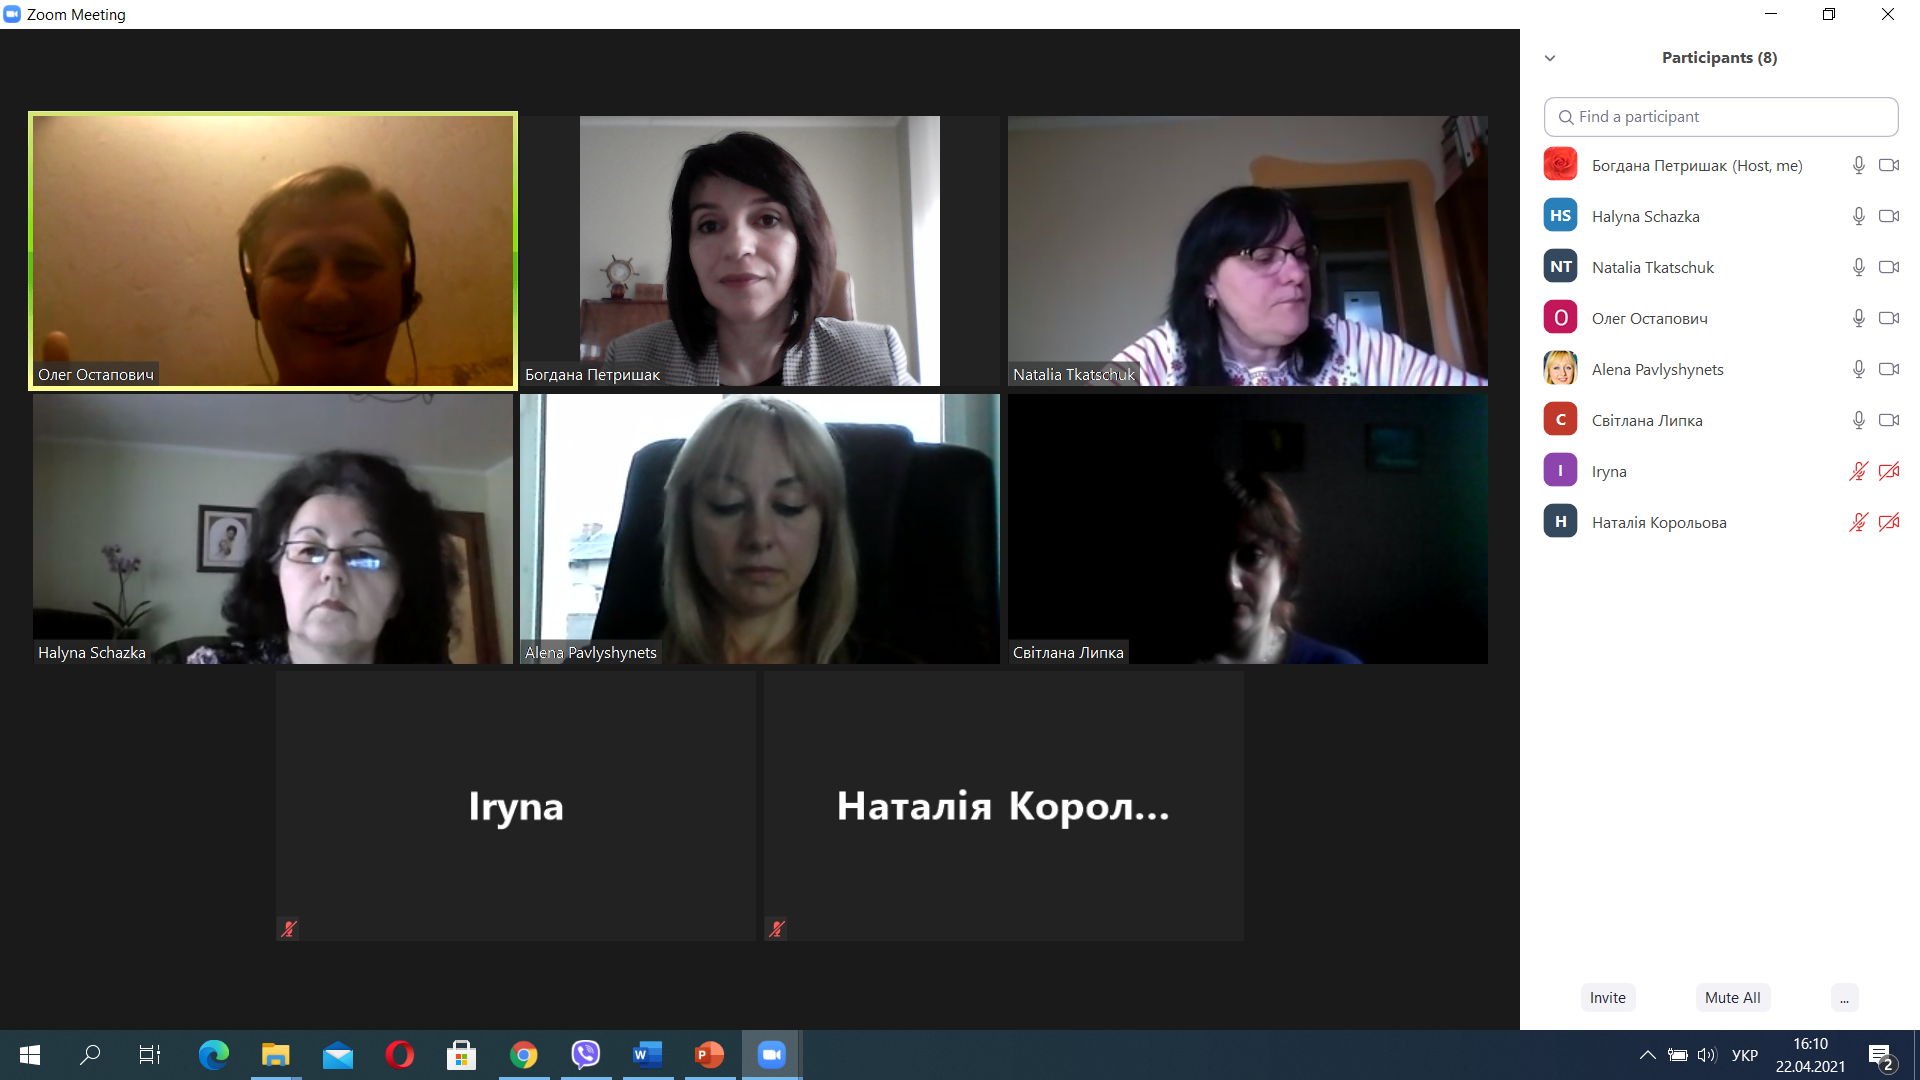 Zoom Meeting
Participants (8)
Find a participant
Богдана Петришак (Host, me)
HS Halyna Schazka
NT Natalia Tkatschuk
О Олег Остапович
Alena Pavlyshynets
С Світлана Липка
I Iryna
Н Наталія Корольова
Олег Остапович
Богдана Петришак
Natalia Tkatschuk
Halyna Schazka
Alena Pavlyshynets
Світлана Липка
Iryna
Наталія Корол...
Invite
Mute All
...
W
P
УКР
16:10
22.04.2021
2